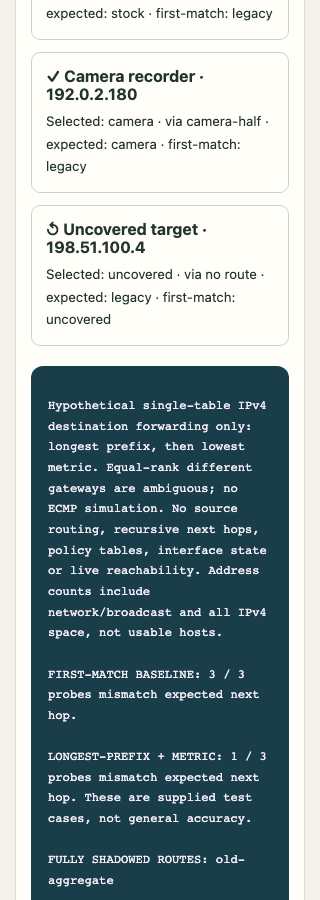 expected: stock · first-match: legacy
✓ Camera recorder ·
192.0.2.180
Selected: camera · via camera-half ·
expected: camera · first-match:
legacy
↺ Uncovered target ·
198.51.100.4
Selected: uncovered · via no route ·
expected: legacy · first-match:
uncovered
Hypothetical single-table IPv4
destination forwarding only:
longest prefix, then lowest
metric. Equal-rank different
gateways are ambiguous; no
ECMP simulation. No source
routing, recursive next hops,
policy tables, interface state
or live reachability. Address
counts include
network/broadcast and all IPv4
space, not usable hosts.
FIRST-MATCH BASELINE: 3 / 3
probes mismatch expected next
hop.
LONGEST-PREFIX + METRIC: 1 / 3
probes mismatch expected next
hop. These are supplied test
cases, not general accuracy.
FULLY SHADOWED ROUTES: old-
aggregate